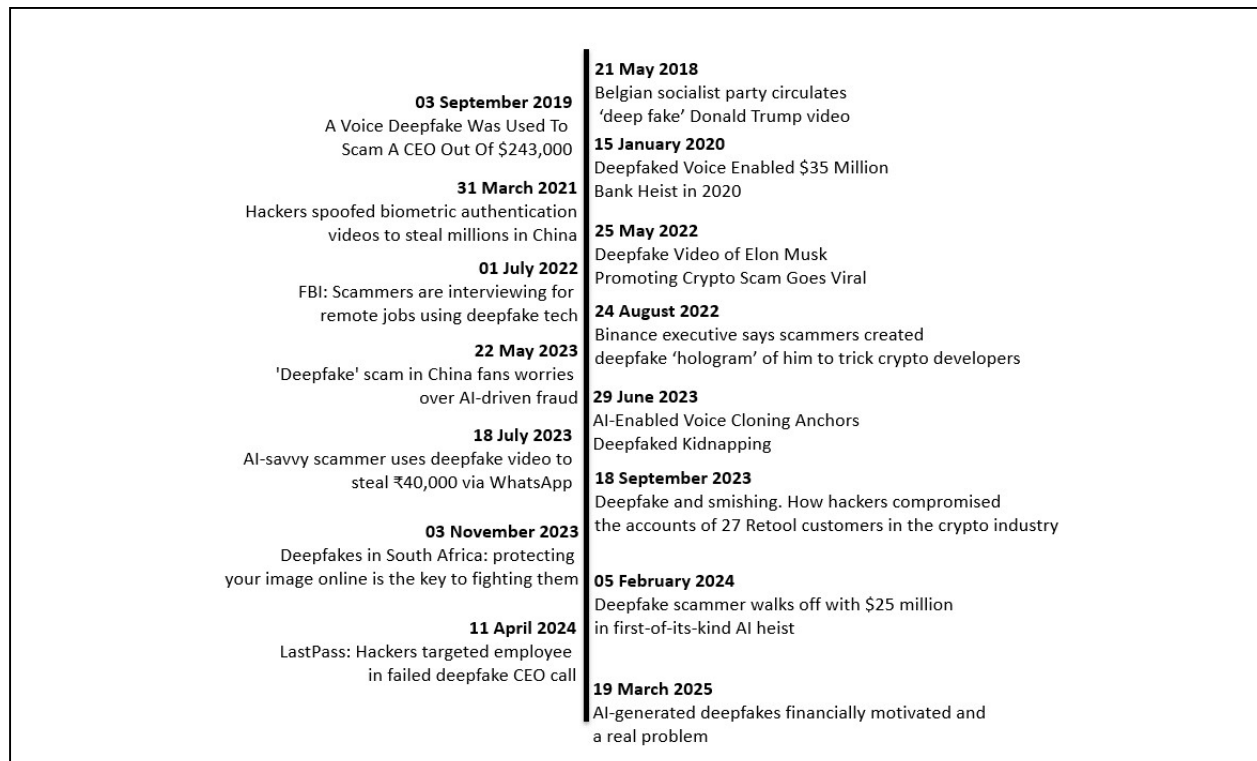 21 May 2018
Belgian socialist party circulates
‘deep fake’ Donald Trump video
03 September 2019
A Voice Deepfake Was Used To
Scam A CEO Out Of $243,000
15 January 2020
Deepfaked Voice Enabled $35 Million
Bank Heist in 2020
31 March 2021
Hackers spoofed biometric authentication
videos to steal millions in China
25 May 2022
Deepfake Video of Elon Musk
Promoting Crypto Scam Goes Viral
01 July 2022
FBI: Scammers are interviewing for
remote jobs using deepfake tech
24 August 2022
Binance executive says scammers created
deepfake ‘hologram’ of him to trick crypto developers
22 May 2023
'Deepfake' scam in China fans worries
over AI-driven fraud
29 June 2023
AI-Enabled Voice Cloning Anchors
Deepfaked Kidnapping
18 July 2023
AI-savvy scammer uses deepfake video to
steal ₹40,000 via WhatsApp
18 September 2023
Deepfake and smishing. How hackers compromised
the accounts of 27 Retool customers in the crypto industry
03 November 2023
Deepfakes in South Africa: protecting
your image online is the key to fighting them
05 February 2024
Deepfake scammer walks off with $25 million
in first-of-its-kind AI heist
11 April 2024
LastPass: Hackers targeted employee
in failed deepfake CEO call
19 March 2025
AI-generated deepfakes financially motivated and
a real problem